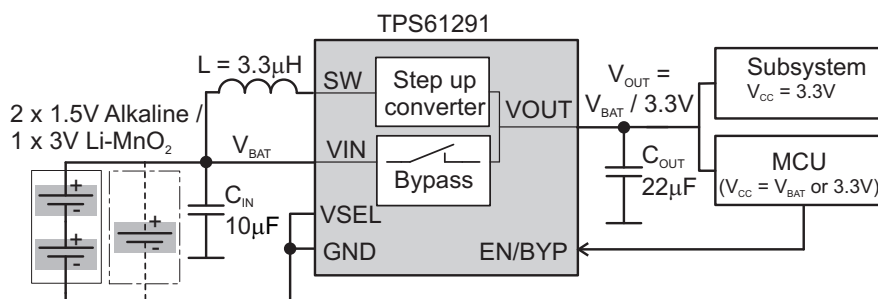 TPS61291
L = 3.3µH
SW
Step up
converter
VOUT
V_OUT =
V_BAT / 3.3V
Subsystem
V_CC = 3.3V
2 x 1.5V Alkaline /
1 x 3V Li-MnO₂
V_BAT
VIN
Bypass
C_IN
10µF
C_OUT
22µF
MCU
(V_CC = V_BAT or 3.3V)
VSEL
GND
EN/BYP
+
+
+